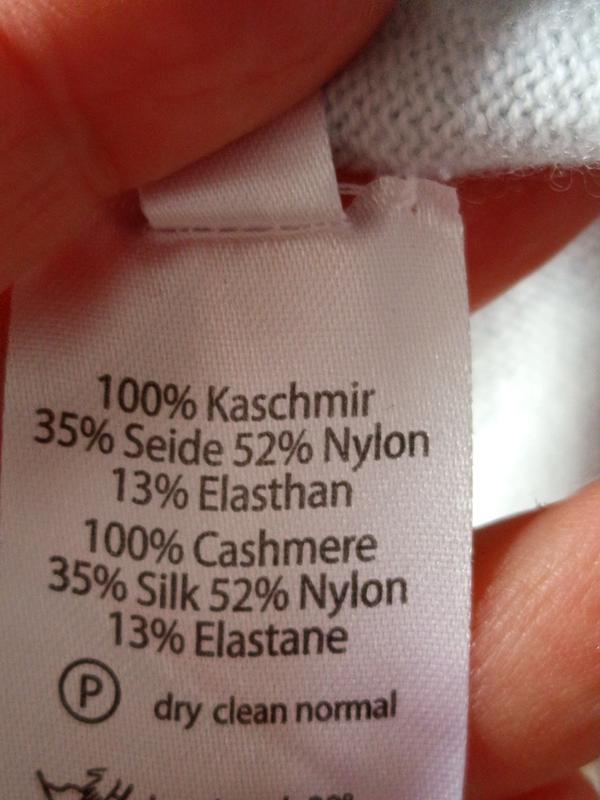 100% Kaschmir
35% Seide 52% Nylon
13% Elasthan
100% Cashmere
35% Silk 52% Nylon
13% Elastane
P dry clean normal